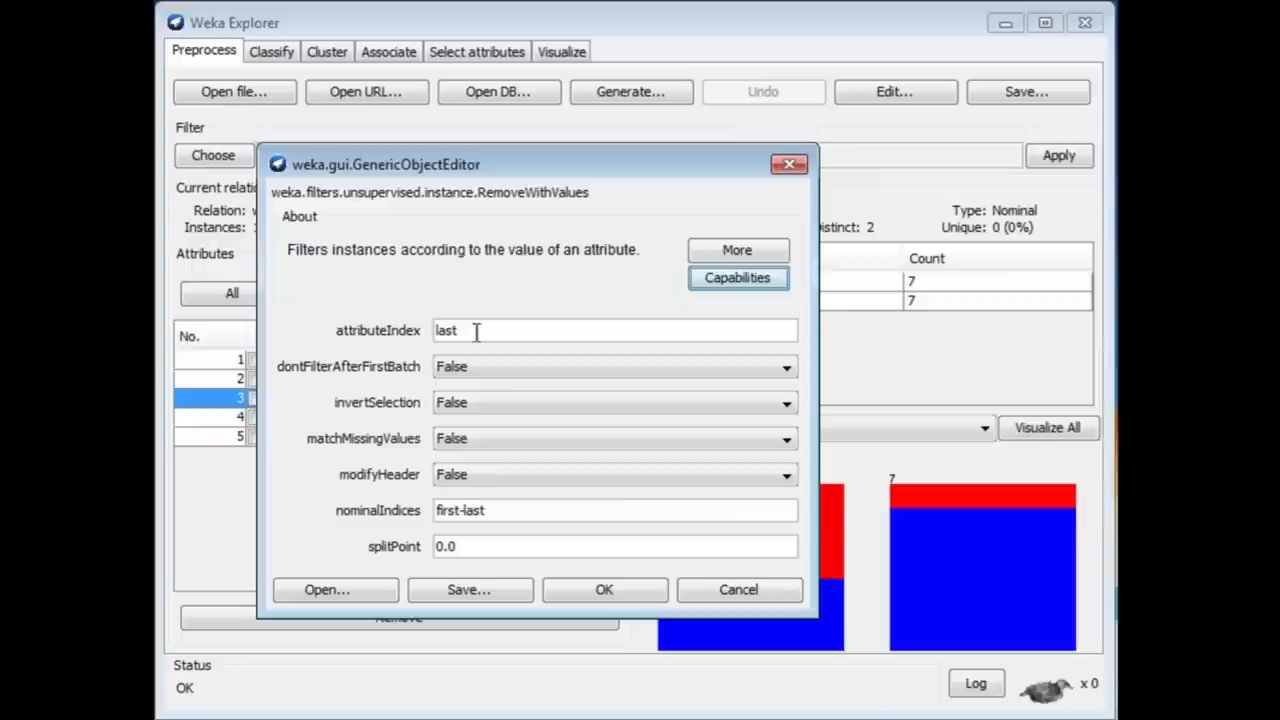 Weka Explorer
Preprocess Classify Cluster Associate Select attributes Visualize
Open file... Open URL... Open DB... Generate... Undo Edit... Save...
Filter
Choose Apply
weka.gui.GenericObjectEditor
weka.filters.unsupervised.instance.RemoveWithValues
About
Filters instances according to the value of an attribute.
More
Capabilities
attributeIndex last
dontFilterAfterFirstBatch False
invertSelection False
matchMissingValues False
modifyHeader False
nominalIndices first-last
splitPoint 0.0
Open... Save... OK Cancel
Current
Relation:
Instances:
Type: Nominal
Distinct: 2 Unique: 0 (0%)
Attributes
All
No.
1
2
3
4
5
Count
7
7
Visualize All
7
Remove
Status
OK
Log x 0